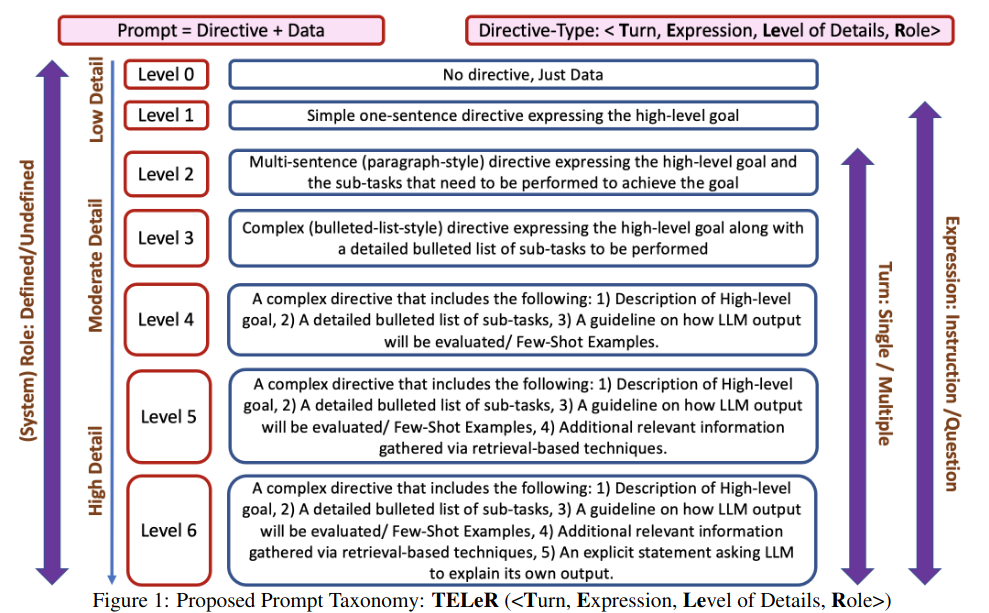 Prompt = Directive + Data
Directive-Type: < Turn, Expression, Level of Details, Role>
(System) Role: Defined/Undefined
Low Detail
Moderate Detail
High Detail
Level 0
No directive, Just Data
Level 1
Simple one-sentence directive expressing the high-level goal
Level 2
Multi-sentence (paragraph-style) directive expressing the high-level goal and
the sub-tasks that need to be performed to achieve the goal
Level 3
Complex (bulleted-list-style) directive expressing the high-level goal along with
a detailed bulleted list of sub-tasks to be performed
Level 4
A complex directive that includes the following: 1) Description of High-level
goal, 2) A detailed bulleted list of sub-tasks, 3) A guideline on how LLM output
will be evaluated/ Few-Shot Examples.
Level 5
A complex directive that includes the following: 1) Description of High-level
goal, 2) A detailed bulleted list of sub-tasks, 3) A guideline on how LLM output
will be evaluated/ Few-Shot Examples, 4) Additional relevant information
gathered via retrieval-based techniques.
Level 6
A complex directive that includes the following: 1) Description of High-level
goal, 2) A detailed bulleted list of sub-tasks, 3) A guideline on how LLM output
will be evaluated/ Few-Shot Examples, 4) Additional relevant information
gathered via retrieval-based techniques, 5) An explicit statement asking LLM
to explain its own output.
Turn: Single / Multiple
Expression: Instruction /Question
Figure 1: Proposed Prompt Taxonomy: TELeR (<Turn, Expression, Level of Details, Role>)